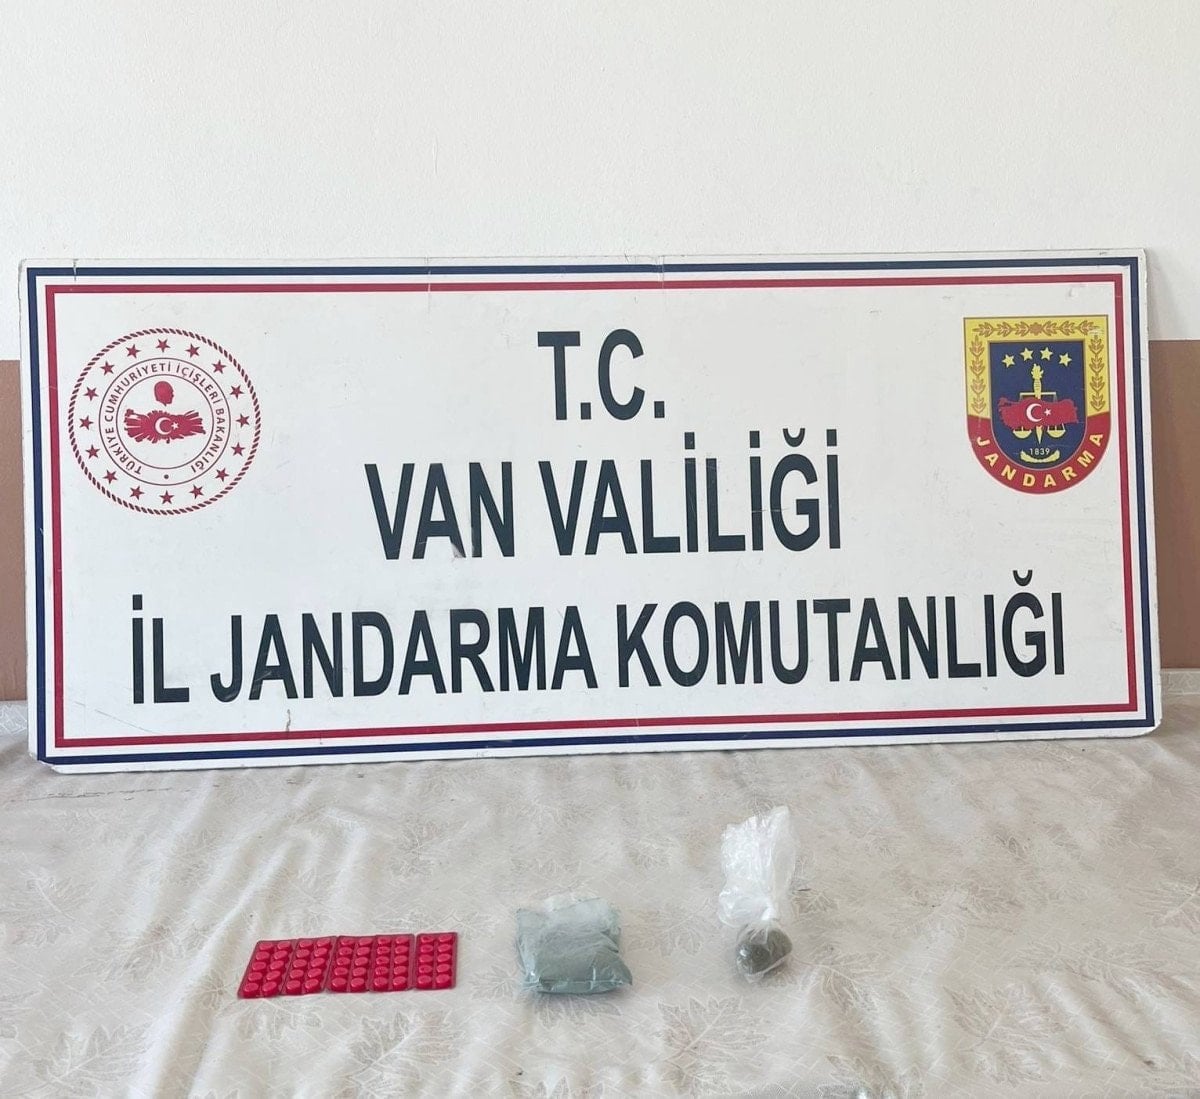 T.C.
VAN VALİLİĞİ
İL JANDARMA KOMUTANLIĞI
TÜRKİYE CUMHURİYETİ İÇİŞLERİ BAKANLIĞI
1839
JANDARMA